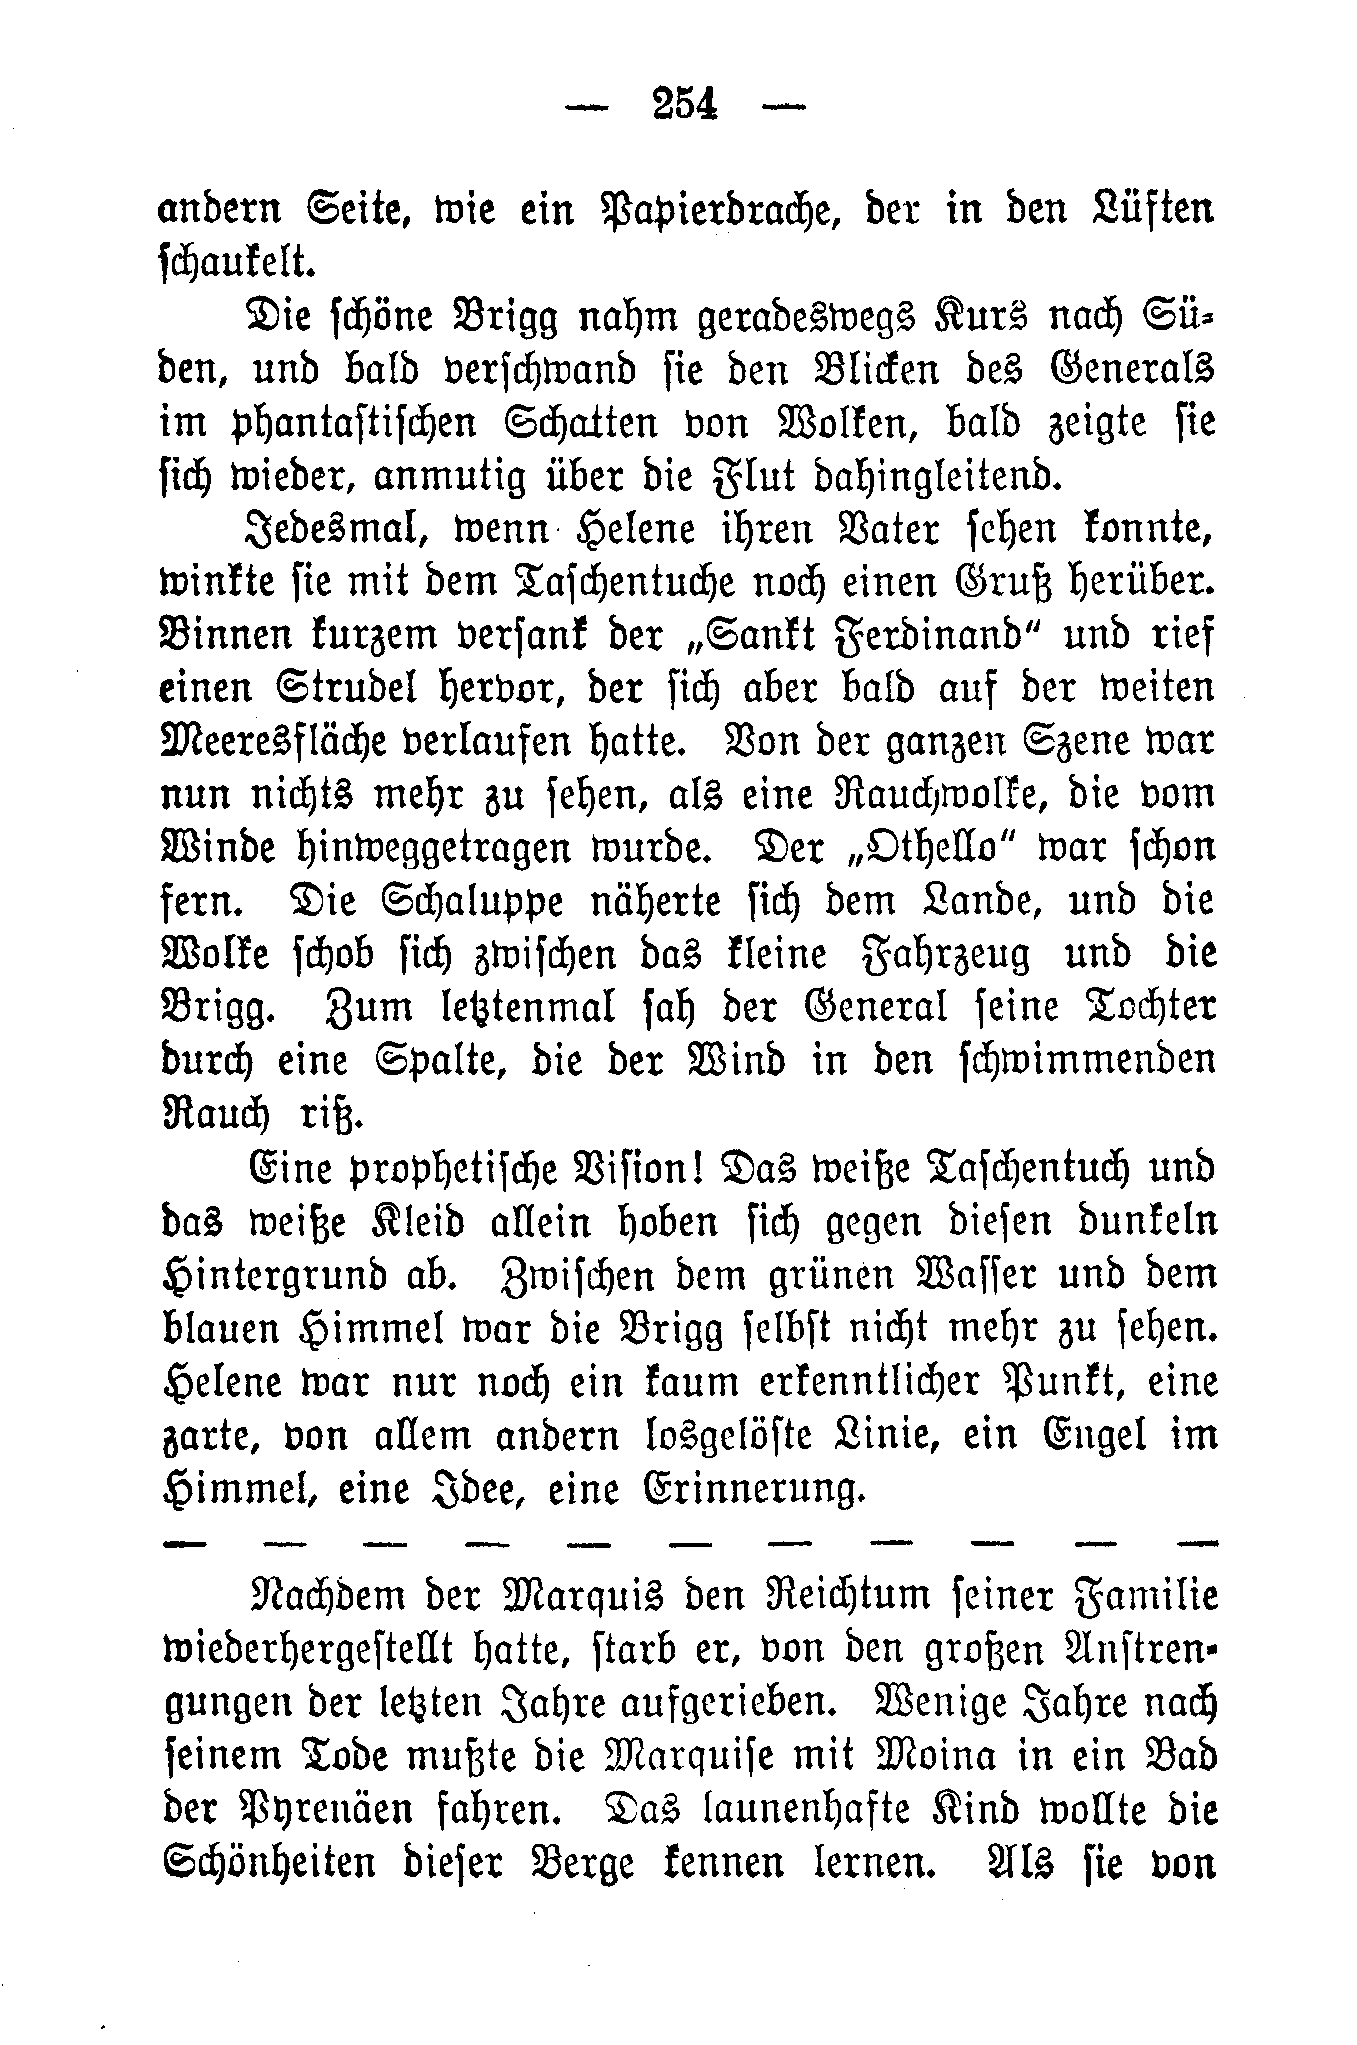 — 254 —
andern Seite, wie ein Papierdrache, der in den Lüften
schaukelt.
Die schöne Brigg nahm geradeswegs Kurs nach Sü-
den, und bald verschwand sie den Blicken des Generals
im phantastischen Schatten von Wolken, bald zeigte sie
sich wieder, anmutig über die Flut dahingleitend.
Jedesmal, wenn Helene ihren Vater sehen konnte,
winkte sie mit dem Taschentuche noch einen Gruß herüber.
Binnen kurzem versank der „Sankt Ferdinand“ und rief
einen Strudel hervor, der sich aber bald auf der weiten
Meeresfläche verlaufen hatte. Von der ganzen Szene war
nun nichts mehr zu sehen, als eine Rauchwolke, die vom
Winde hinweggetragen wurde. Der „Othello“ war schon
fern. Die Schaluppe näherte sich dem Lande, und die
Wolke schob sich zwischen das kleine Fahrzeug und die
Brigg. Zum letztenmal sah der General seine Tochter
durch eine Spalte, die der Wind in den schwimmenden
Rauch riß.
Eine prophetische Vision! Das weiße Taschentuch und
das weiße Kleid allein hoben sich gegen diesen dunkeln
Hintergrund ab. Zwischen dem grünen Wasser und dem
blauen Himmel war die Brigg selbst nicht mehr zu sehen.
Helene war nur noch ein kaum erkenntlicher Punkt, eine
zarte, von allem andern losgelöste Linie, ein Engel im
Himmel, eine Idee, eine Erinnerung.
— — — — — — — — — — —
Nachdem der Marquis den Reichtum seiner Familie
wiederhergestellt hatte, starb er, von den großen Anstren-
gungen der letzten Jahre aufgerieben. Wenige Jahre nach
seinem Tode mußte die Marquise mit Moina in ein Bad
der Pyrenäen fahren. Das launenhafte Kind wollte die
Schönheiten dieser Berge kennen lernen. Als sie von